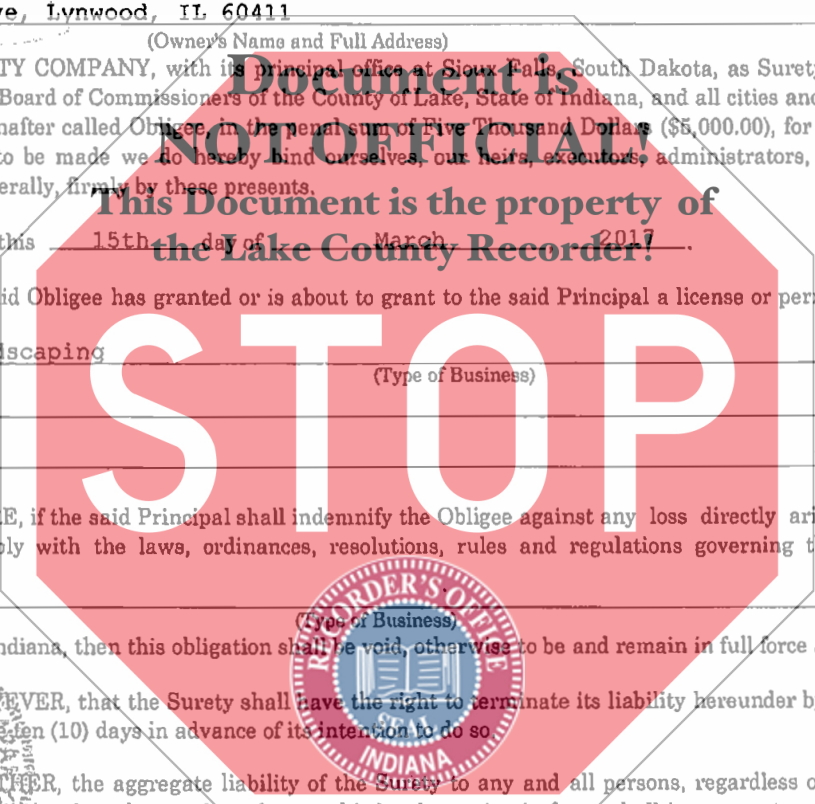 ve, Lynwood, IL 60411
(Owner's Name and Full Address)
Document is
TY COMPANY, with its principal office at Sioux Falls, South Dakota, as Surety
Board of Commissioners of the County of Lake, State of Indiana, and all cities and
nafter called Obligee, in the penal sum of Five Thousand Dollars ($5,000.00), for
NOT OFFICIAL!
to be made we do hereby bind ourselves, our heirs, executors, administrators,
erally, firmly by these presents.
This Document is the property of
this 15th day of March, 2017.
the Lake County Recorder!
id Obligee has granted or is about to grant to the said Principal a license or per
dscaping
(Type of Business)
STOP
RE, if the said Principal shall indemnify the Obligee against any loss directly ari
ply with the laws, ordinances, resolutions, rules and regulations governing t
RECORDER'S OFFICE
(Type of Business)
ndiana, then this obligation shall be void, otherwise to be and remain in full force
EVER, that the Surety shall have the right to terminate its liability hereunder b
ten (10) days in advance of its intention to do so.
SEAL
INDIANA
THER, the aggregate liability of the Surety to any and all persons, regardless o